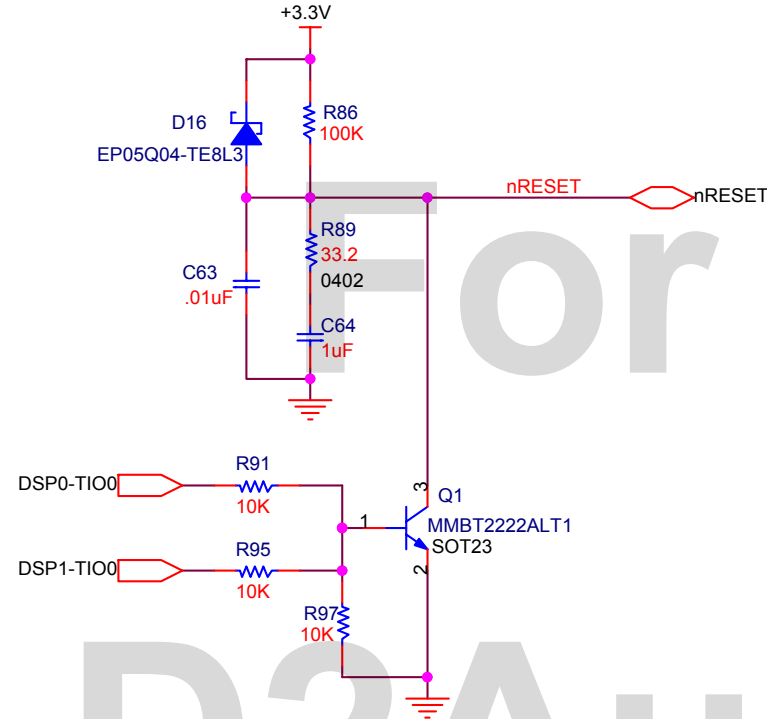 +3.3V
D16
EP05Q04-TE8L3
R86
100K
nRESET
nRESET
R89
33.2
0402
C63
.01uF
C64
1uF
For
DSP0-TIO0
R91
10K
DSP1-TIO0
R95
10K
R97
10K
1
3
2
Q1
MMBT2222ALT1
SOT23
D2Au